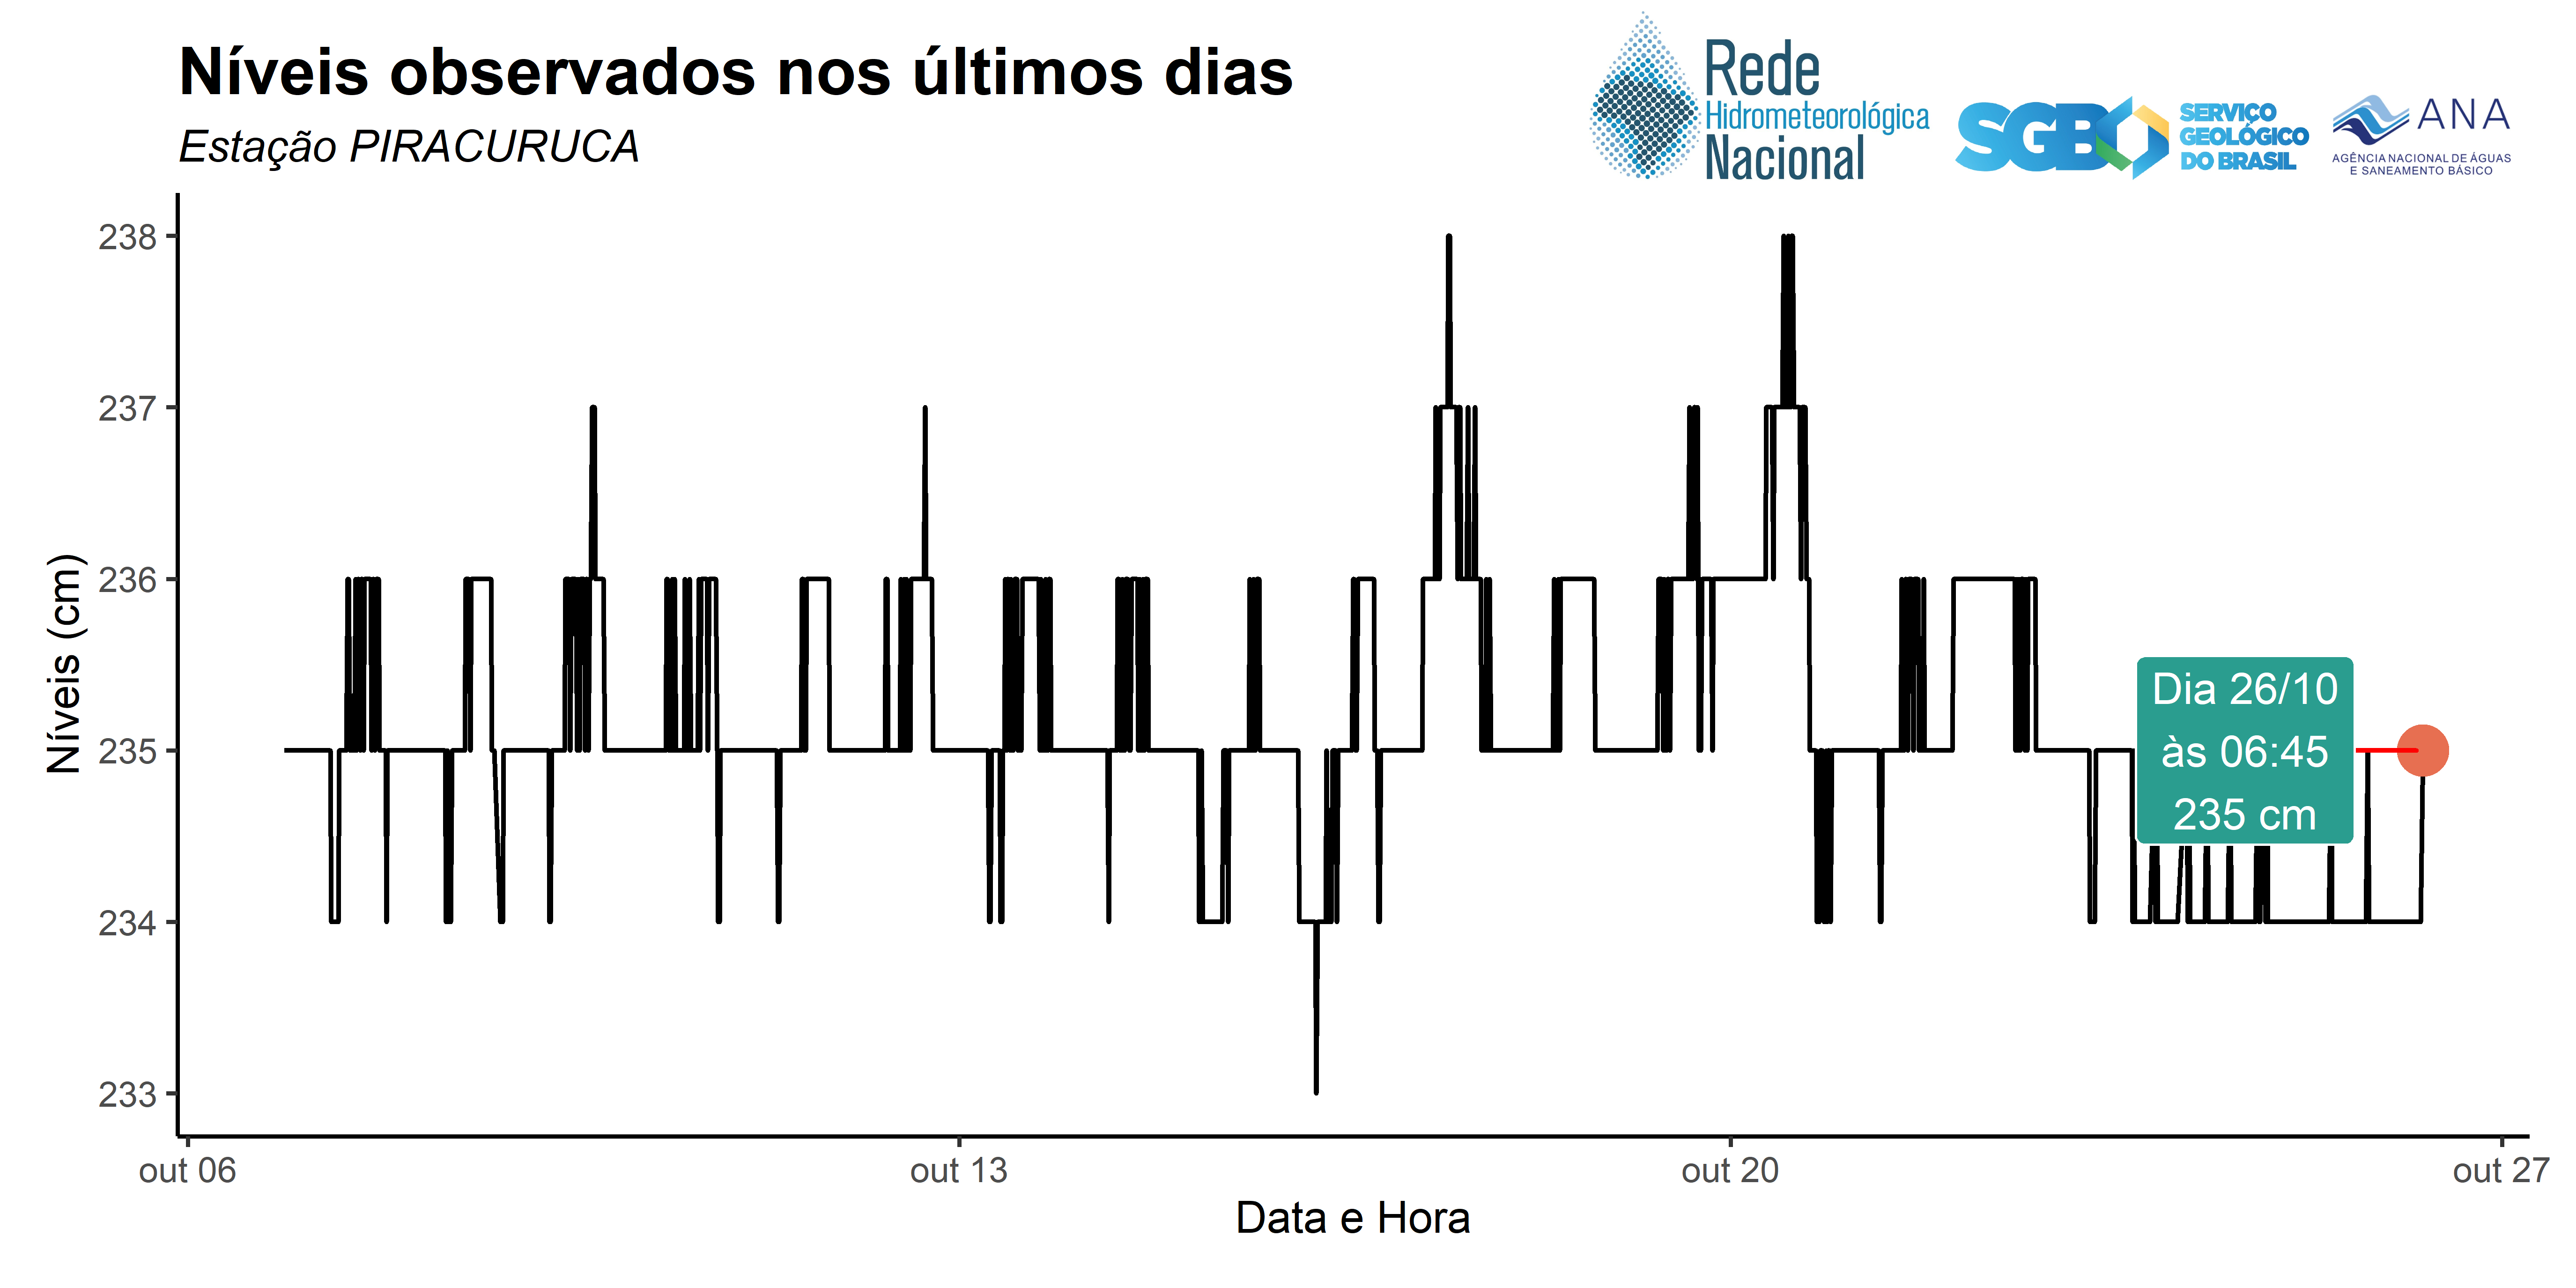 Níveis observados nos últimos dias
Estação PIRACURUCA
Rede
Hidrometeorológica
Nacional
SGB
SERVIÇO
GEOLÓGICO
DO BRASIL
ANA
AGÊNCIA NACIONAL DE ÁGUAS
E SANEAMENTO BÁSICO
Níveis (cm)
238
237
236
235
234
233
Dia 26/10
às 06:45
235 cm
out 06
out 13
out 20
out 27
Data e Hora